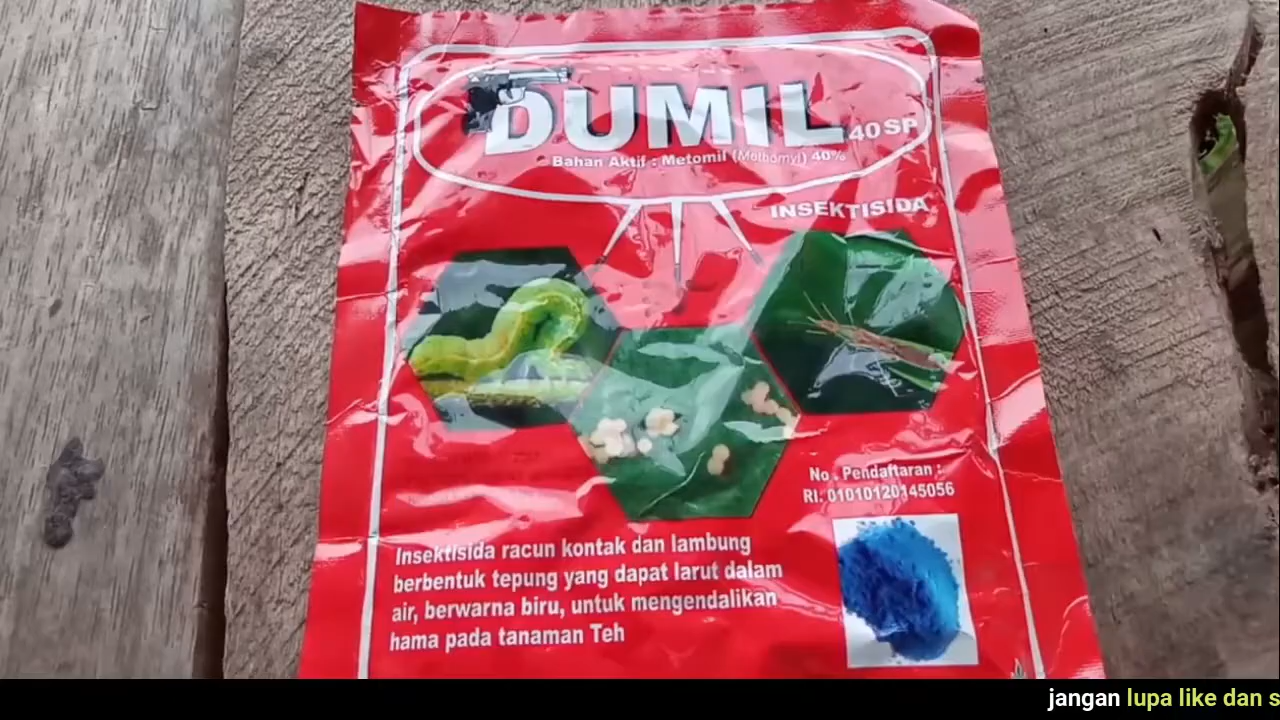 DUMIL 40 SP
Bahan Aktif : Metomil (Methomyl) 40%
INSEKTISIDA
No . Pendaftaran :
RI. 01010120145056
Insektisida racun kontak dan lambung
berbentuk tepung yang dapat larut dalam
air, berwarna biru, untuk mengendalikan
hama pada tanaman Teh
jangan lupa like dan s